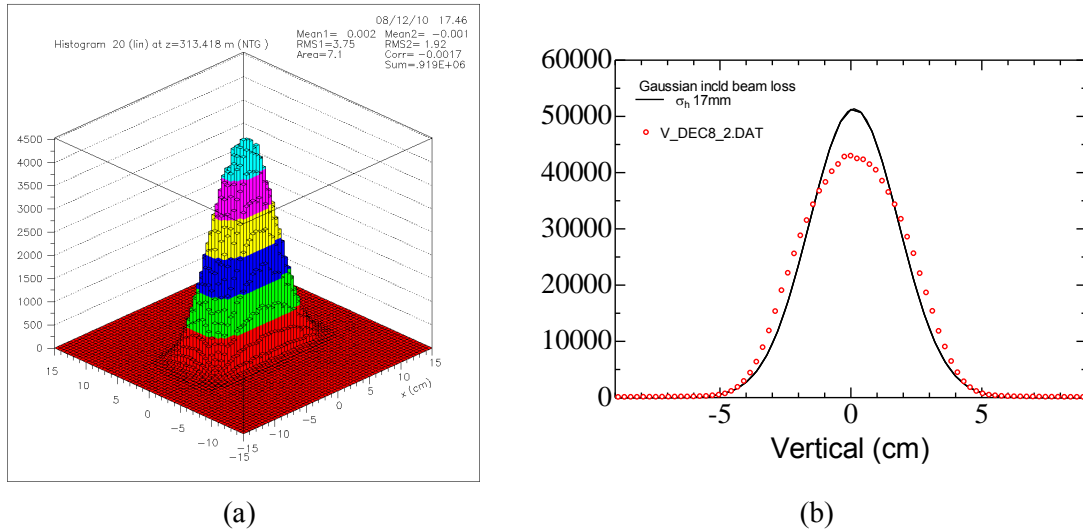 08/12/10 17.46
Histogram 20 (lin) at z=313.418 m (NTG )
Mean1= 0.002 Mean2= −0.001
RMS1=3.75 RMS2= 1.92
Area=7.1 Corr= −0.0017
Sum=.919E+06
4500
4000
3500
3000
2500
2000
1500
1000
500
0
15
10
5
0
−5
−10
−15
−15
−10
−5
0
5
10
15
x (cm)
(a)
60000
50000
40000
30000
20000
10000
0
Gaussian incld beam loss
σh 17mm
V_DEC8_2.DAT
-5
0
5
Vertical (cm)
(b)